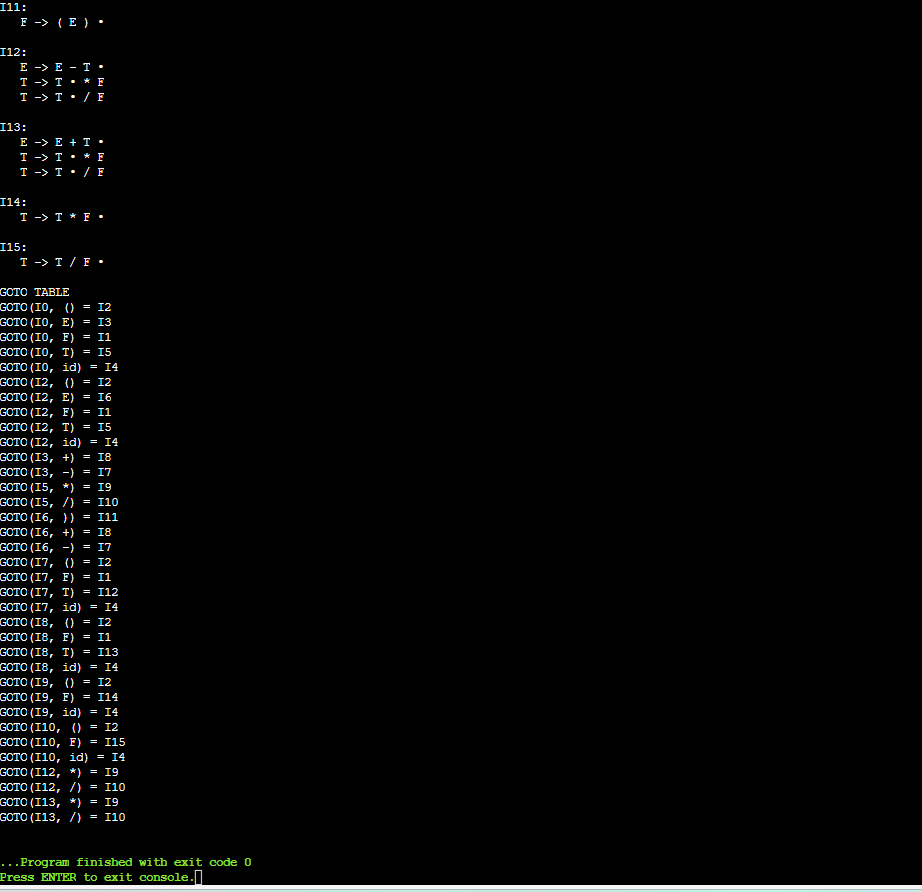 I11:
F -> ( E ) •
I12:
E -> E - T •
T -> T • * F
T -> T • / F
I13:
E -> E + T •
T -> T • * F
T -> T • / F
I14:
T -> T * F •
I15:
T -> T / F •
GOTO TABLE
GOTO(I0, () = I2
GOTO(I0, E) = I3
GOTO(I0, F) = I1
GOTO(I0, T) = I5
GOTO(I0, id) = I4
GOTO(I2, () = I2
GOTO(I2, E) = I6
GOTO(I2, F) = I1
GOTO(I2, T) = I5
GOTO(I2, id) = I4
GOTO(I3, +) = I8
GOTO(I3, -) = I7
GOTO(I5, *) = I9
GOTO(I5, /) = I10
GOTO(I6, )) = I11
GOTO(I6, +) = I8
GOTO(I6, -) = I7
GOTO(I7, () = I2
GOTO(I7, F) = I1
GOTO(I7, T) = I12
GOTO(I7, id) = I4
GOTO(I8, () = I2
GOTO(I8, F) = I1
GOTO(I8, T) = I13
GOTO(I8, id) = I4
GOTO(I9, () = I2
GOTO(I9, F) = I14
GOTO(I9, id) = I4
GOTO(I10, () = I2
GOTO(I10, F) = I15
GOTO(I10, id) = I4
GOTO(I12, *) = I9
GOTO(I12, /) = I10
GOTO(I13, *) = I9
GOTO(I13, /) = I10
...Program finished with exit code 0
Press ENTER to exit console.